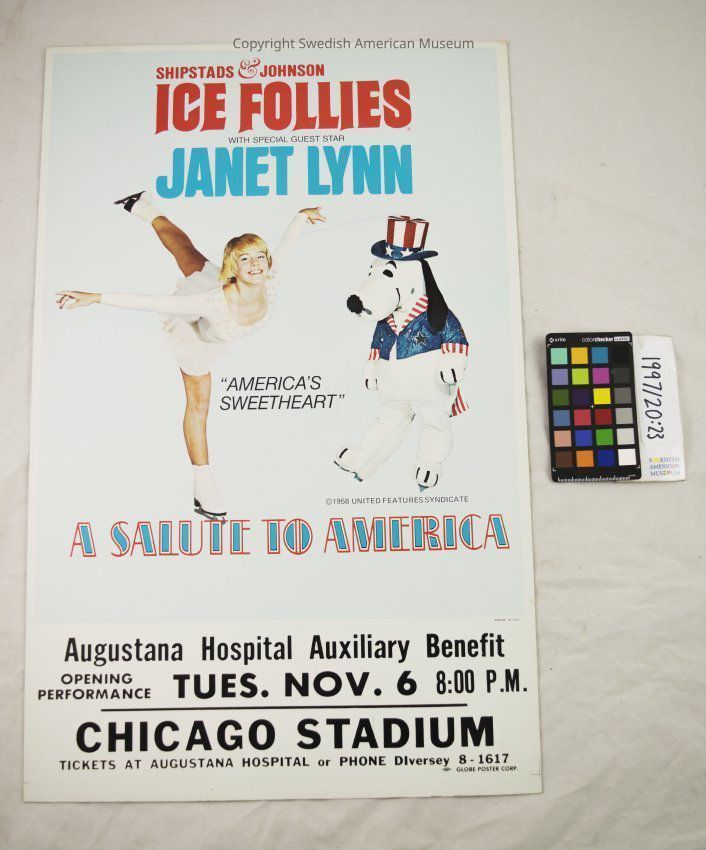 Copyright Swedish American Museum
SHIPSTADS & JOHNSON
ICE FOLLIES
WITH SPECIAL GUEST STAR
JANET LYNN
"AMERICA'S
SWEETHEART"
©1958 UNITED FEATURES SYNDICATE
A SALUTE TO AMERICA
Augustana Hospital Auxiliary Benefit
OPENING
PERFORMANCE
TUES. NOV. 6 8:00 P.M.
CHICAGO STADIUM
TICKETS AT AUGUSTANA HOSPITAL or PHONE DIversey 8-1617
GLOBE POSTER CORP.
x-rite colorchecker CLASSIC
1997/20:23
SWEDISH
AMERICAN
MUSEUM